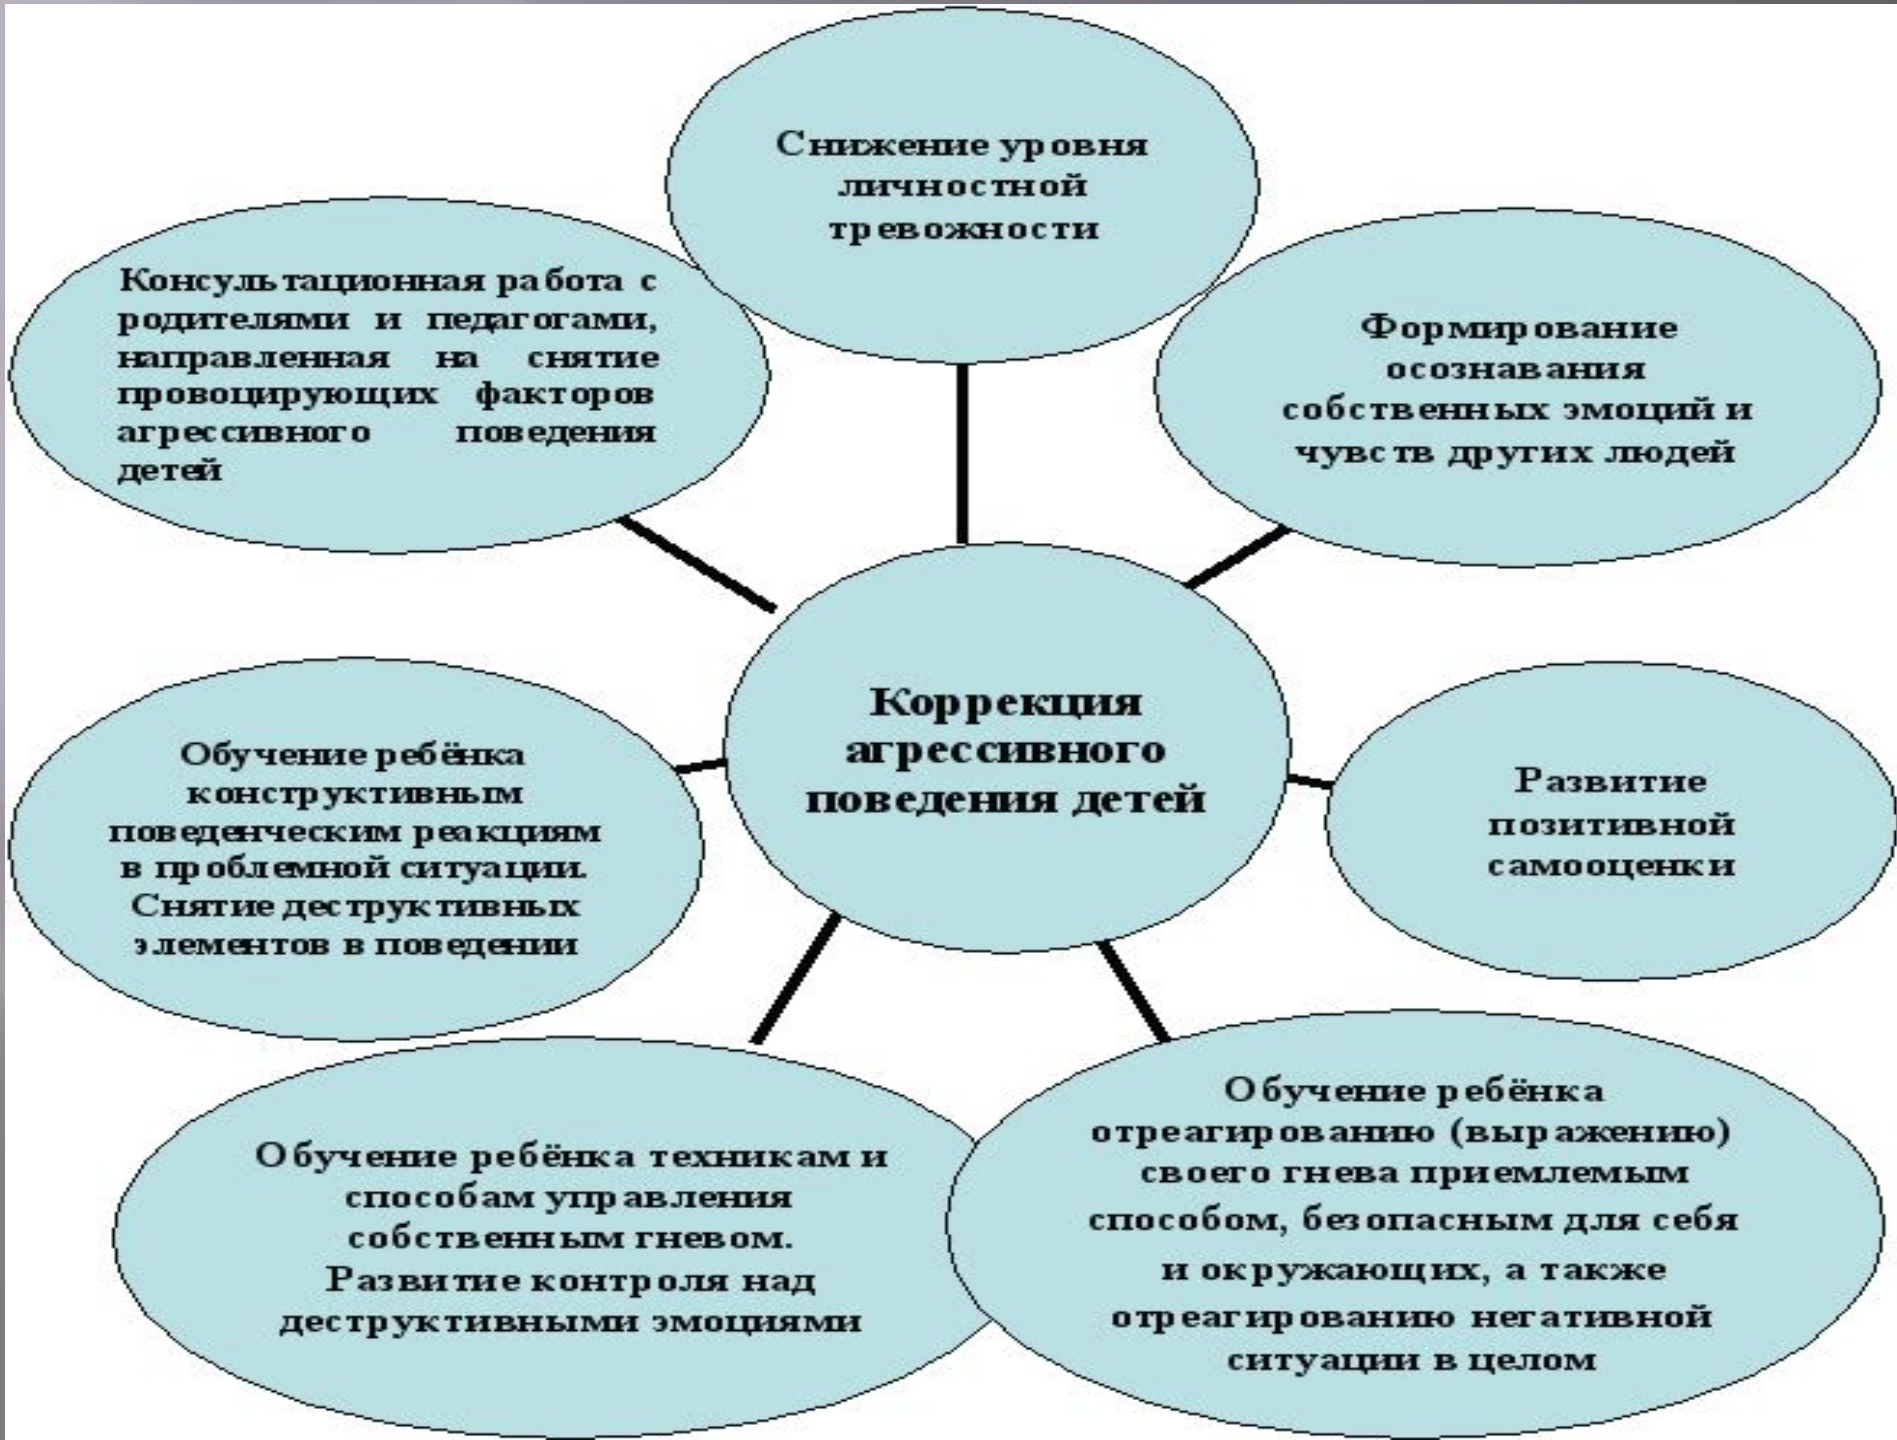 Снижение уровня
личностной
тревожности
Консультационная работа с
родителями и педагогами,
направленная на снятие
провоцирующих факторов
агрессивного поведения
детей
Формирование
осознавания
собственных эмоций и
чувств других людей
Коррекция
агрессивного
поведения детей
Обучение ребёнка
конструктивным
поведенческим реакциям
в проблемной ситуации.
Снятие деструктивных
элементов в поведении
Развитие
позитивной
самооценки
Обучение ребёнка техникам и
способам управления
собственным гневом.
Развитие контроля над
деструктивными эмоциями
Обучение ребёнка
отреагированию (выражению)
своего гнева приемлемым
способом, безопасным для себя
и окружающих, а также
отреагированию негативной
ситуации в целом